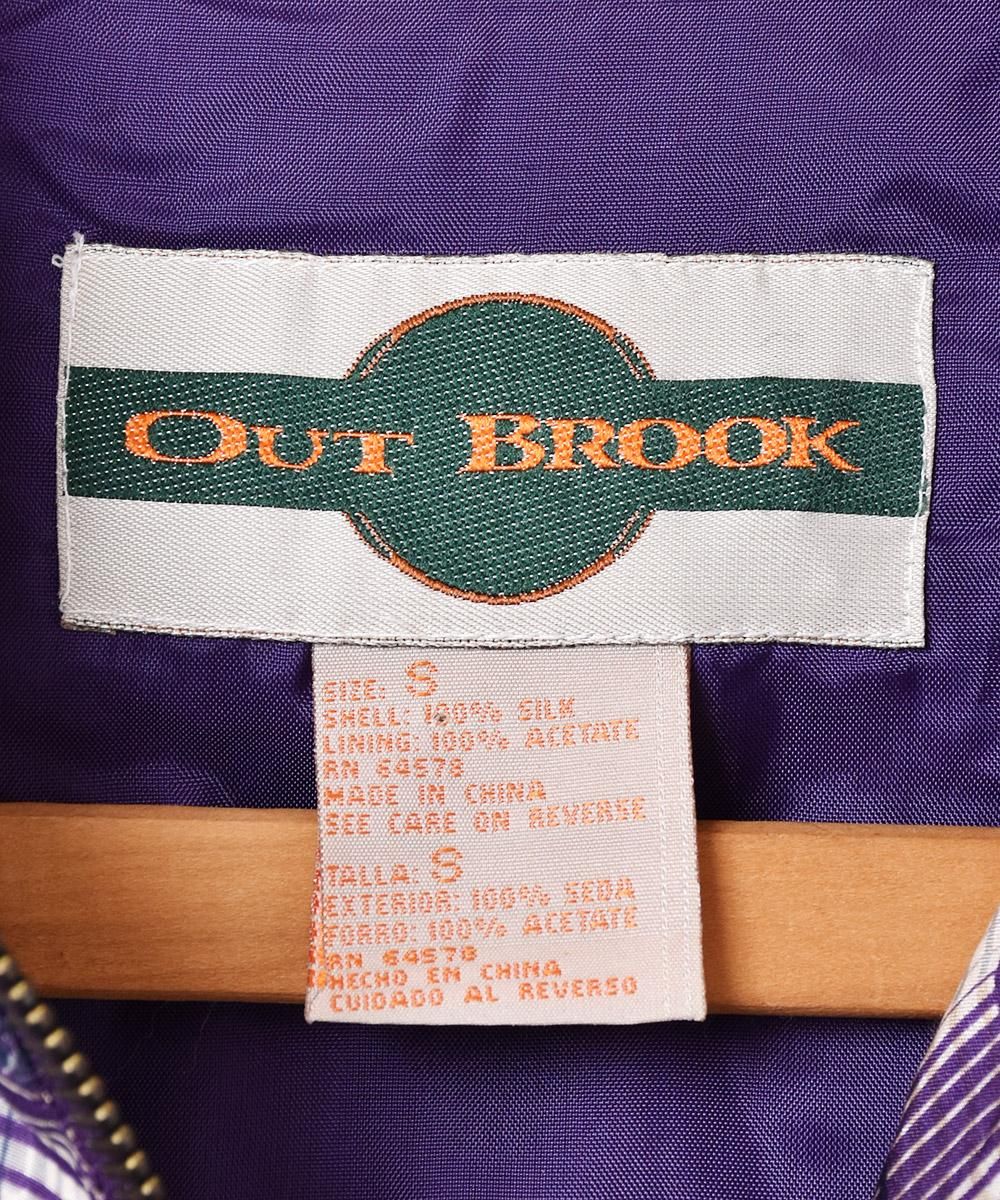 OUT BROOK
SIZE: S
SHELL: 100% SILK
LINING: 100% ACETATE
RN 64578
MADE IN CHINA
SEE CARE ON REVERSE
TALLA: S
EXTERIOR: 100% SEDA
FORRO: 100% ACETATE
RN 64578
HECHO EN CHINA
CUIDADO AL REVERSO